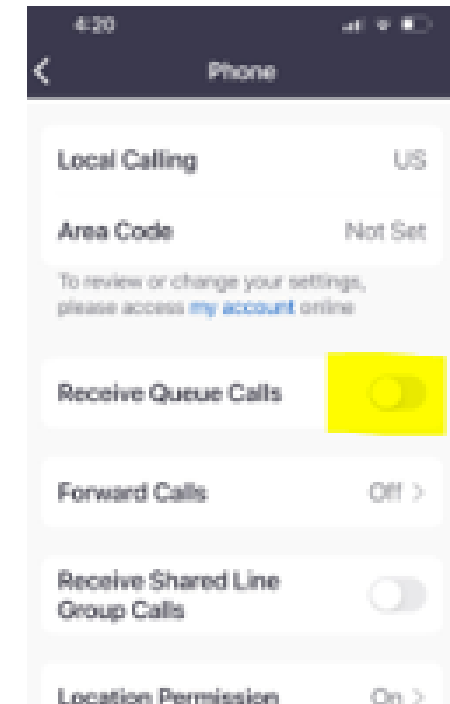 4:20
Phone
Local Calling US
Area Code Not Set
To review or change your settings,
please access my account online
Receive Queue Calls
Forward Calls Off >
Receive Shared Line
Group Calls
Location Permission On >